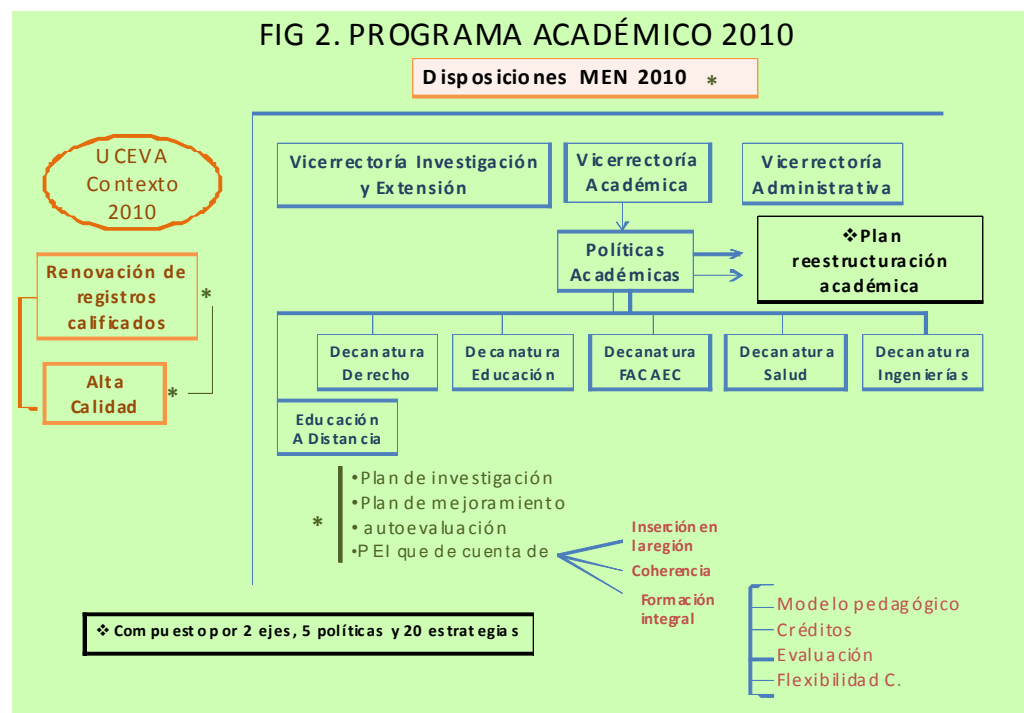 FIG 2. PROGRAMA ACADÉMICO 2010
Disposiciones MEN 2010 *
UCEVA
Contexto
2010
Renovación de
registros
calificados
*
Alta
Calidad
*
Vicerrectoría Investigación
y Extensión
Vicerrectoría
Académica
Vicerrectoría
Administrativa
Políticas
Académicas
❖Plan
reestructuración
académica
Decanatura
Derecho
Decanatura
Educación
Decanatura
FACAEC
Decanatura
Salud
Decanatura
Ingenierías
Educación
A Distancia
*
•Plan de investigación
•Plan de mejoramiento
• autoevaluación
•PEI que de cuenta de
Inserción en
la región
Coherencia
Formación
integral
Modelo pedagógico
Créditos
Evaluación
Flexibilidad C.
❖ Compuesto por 2 ejes, 5 políticas y 20 estrategias